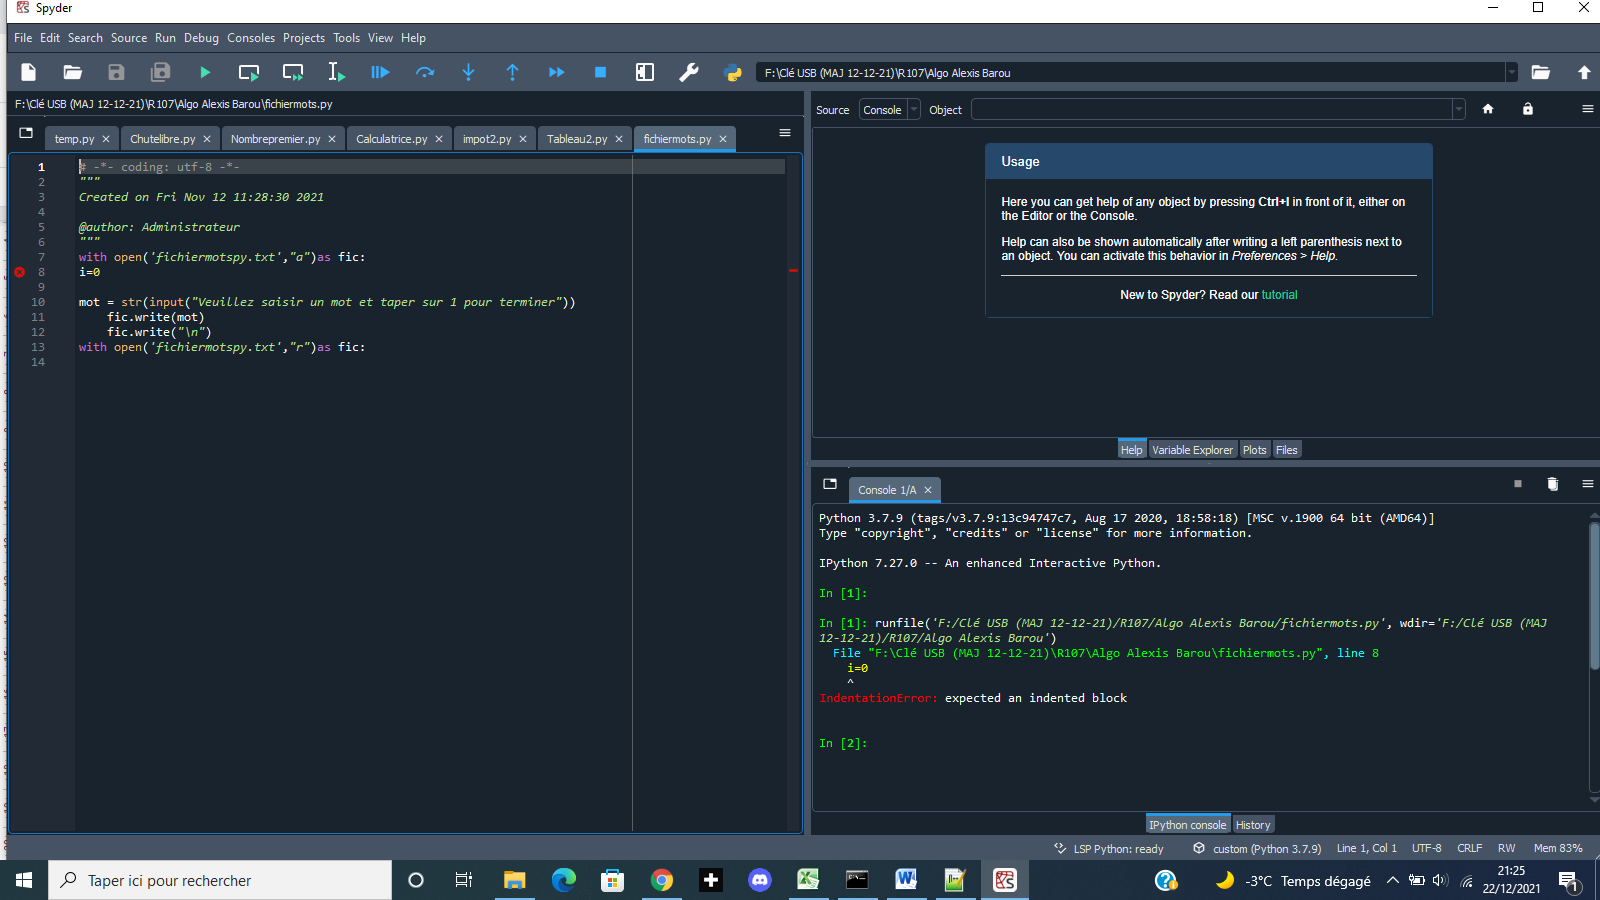 Spyder
File Edit Search Source Run Debug Consoles Projects Tools View Help
F:\Clé USB (MAJ 12-12-21)\R107\Algo Alexis Barou
F:\Clé USB (MAJ 12-12-21)\R107\Algo Alexis Barou\fichiermots.py
temp.py Chutelibre.py Nombrepremier.py Calculatrice.py impot2.py Tableau2.py fichiermots.py
1 # -*- coding: utf-8 -*-
2 """
3 Created on Fri Nov 12 11:28:30 2021
4
5 @author: Administrateur
6 """
7 with open('fichiermotspy.txt',"a")as fic:
8 i=0
9
10 mot = str(input("Veuillez saisir un mot et taper sur 1 pour terminer"))
11     fic.write(mot)
12     fic.write("\n")
13 with open('fichiermotspy.txt',"r")as fic:
14
Source Console Object
Usage
Here you can get help of any object by pressing Ctrl+I in front of it, either on
the Editor or the Console.
Help can also be shown automatically after writing a left parenthesis next to
an object. You can activate this behavior in Preferences > Help.
New to Spyder? Read our tutorial
Help Variable Explorer Plots Files
Console 1/A
Python 3.7.9 (tags/v3.7.9:13c94747c7, Aug 17 2020, 18:58:18) [MSC v.1900 64 bit (AMD64)]
Type "copyright", "credits" or "license" for more information.
IPython 7.27.0 -- An enhanced Interactive Python.
In [1]:
In [1]: runfile('F:/Clé USB (MAJ 12-12-21)/R107/Algo Alexis Barou/fichiermots.py', wdir='F:/Clé USB (MAJ
12-12-21)/R107/Algo Alexis Barou')
File "F:\Clé USB (MAJ 12-12-21)\R107\Algo Alexis Barou\fichiermots.py", line 8
i=0
^
IndentationError: expected an indented block
In [2]:
IPython console History
LSP Python: ready custom (Python 3.7.9) Line 1, Col 1 UTF-8 CRLF RW Mem 83%
Taper ici pour rechercher
-3°C Temps dégagé
21:25
22/12/2021
1